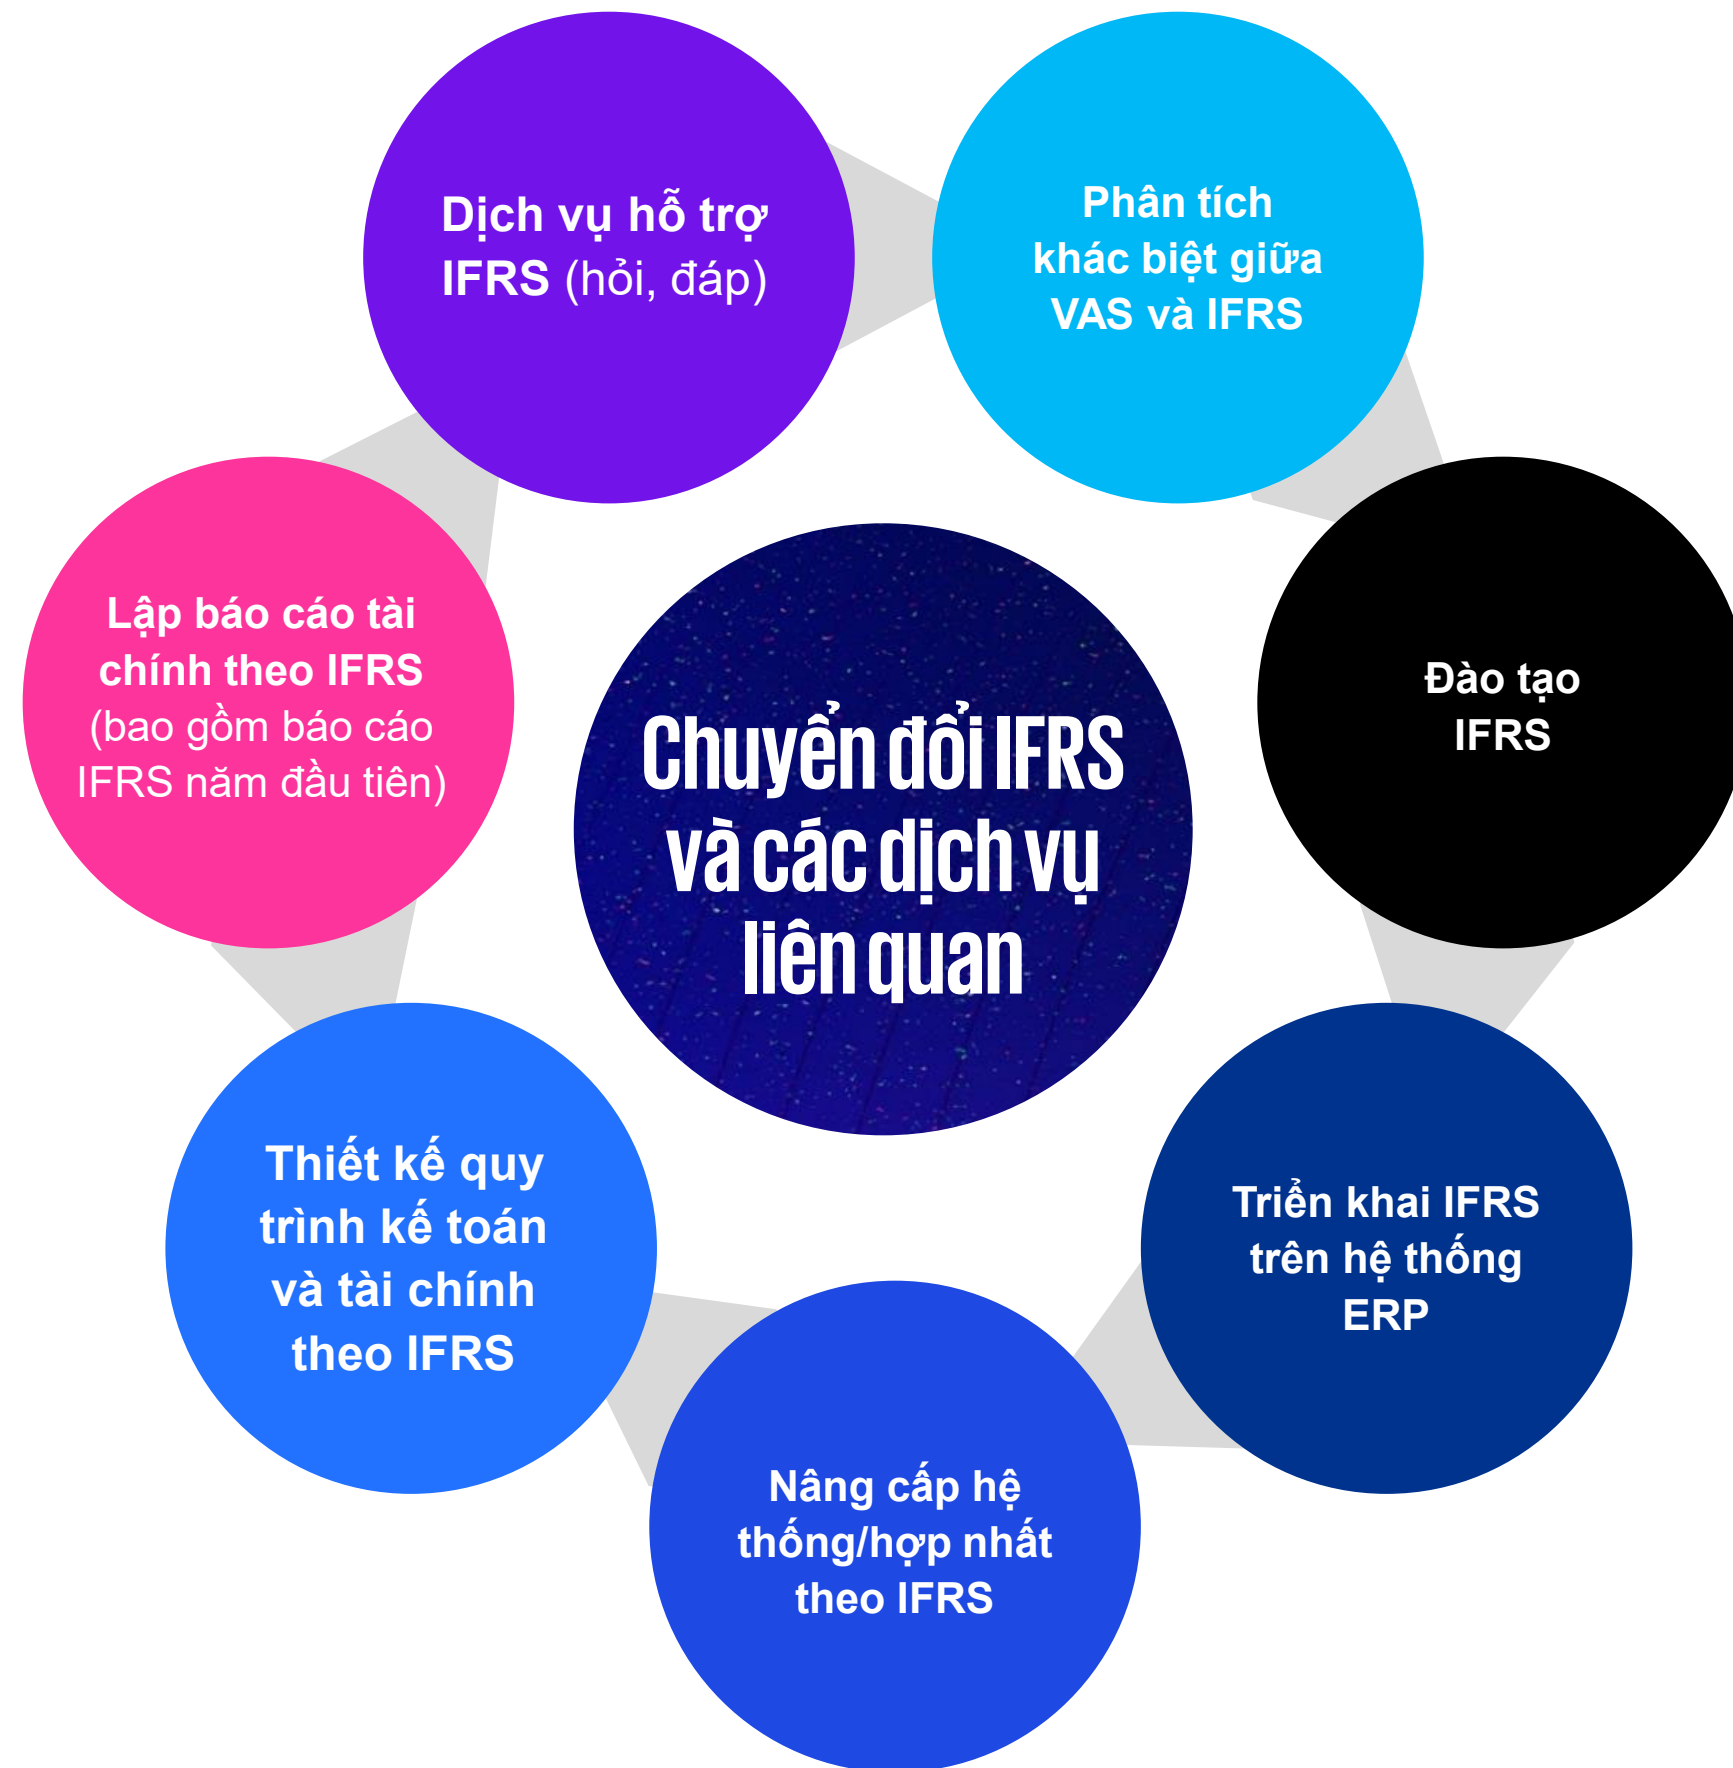 Dịch vụ hỗ trợ
IFRS (hỏi, đáp)
Phân tích
khác biệt giữa
VAS và IFRS
Lập báo cáo tài
chính theo IFRS
(bao gồm báo cáo
IFRS năm đầu tiên)
Chuyển đổi IFRS
và các dịch vụ
liên quan
Đào tạo
IFRS
Thiết kế quy
trình kế toán
và tài chính
theo IFRS
Triển khai IFRS
trên hệ thống
ERP
Nâng cấp hệ
thống/hợp nhất
theo IFRS